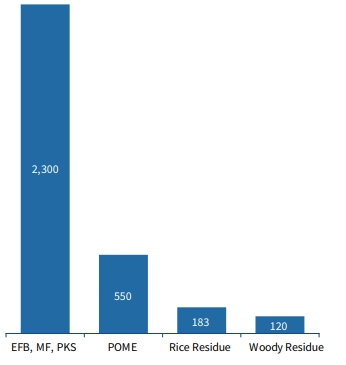 2,300
550
183
120
EFB, MF, PKS
POME
Rice Residue
Woody Residue